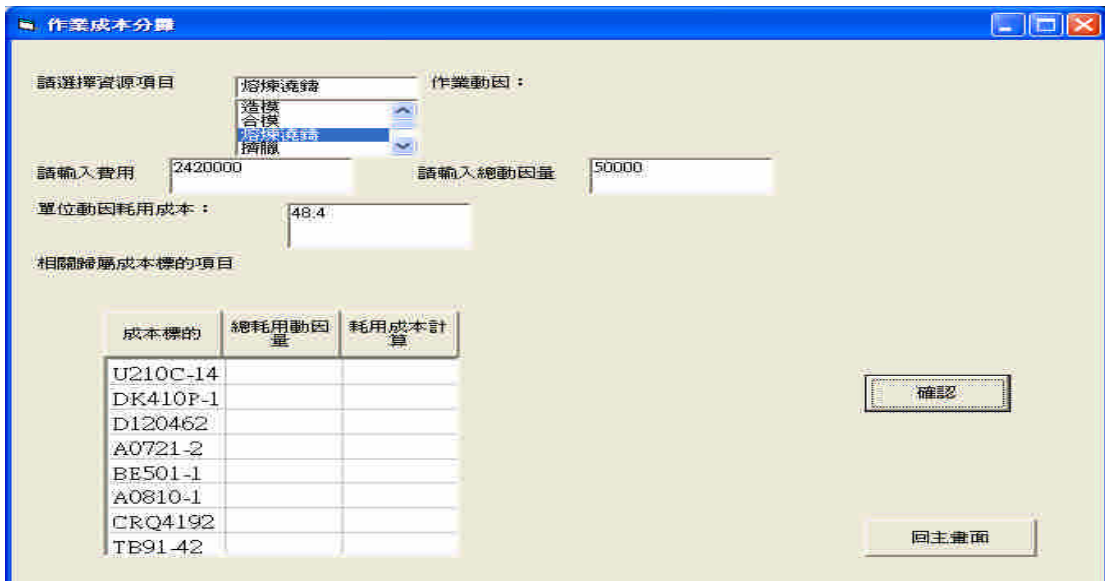 作業成本分攤
請選擇資源項目
熔煉澆鑄
作業動因：
造模
合模
熔煉澆鑄
擠臘
請輸入費用
2420000
請輸入總動因量
50000
單位動因耗用成本：
48.4
相關歸屬成本標的項目
成本標的
總耗用動因量
耗用成本計算
U210C-14
DK410P-1
D120462
A0721-2
BE501-1
A0810-1
CRQ4192
TB91-42
確認
回主畫面